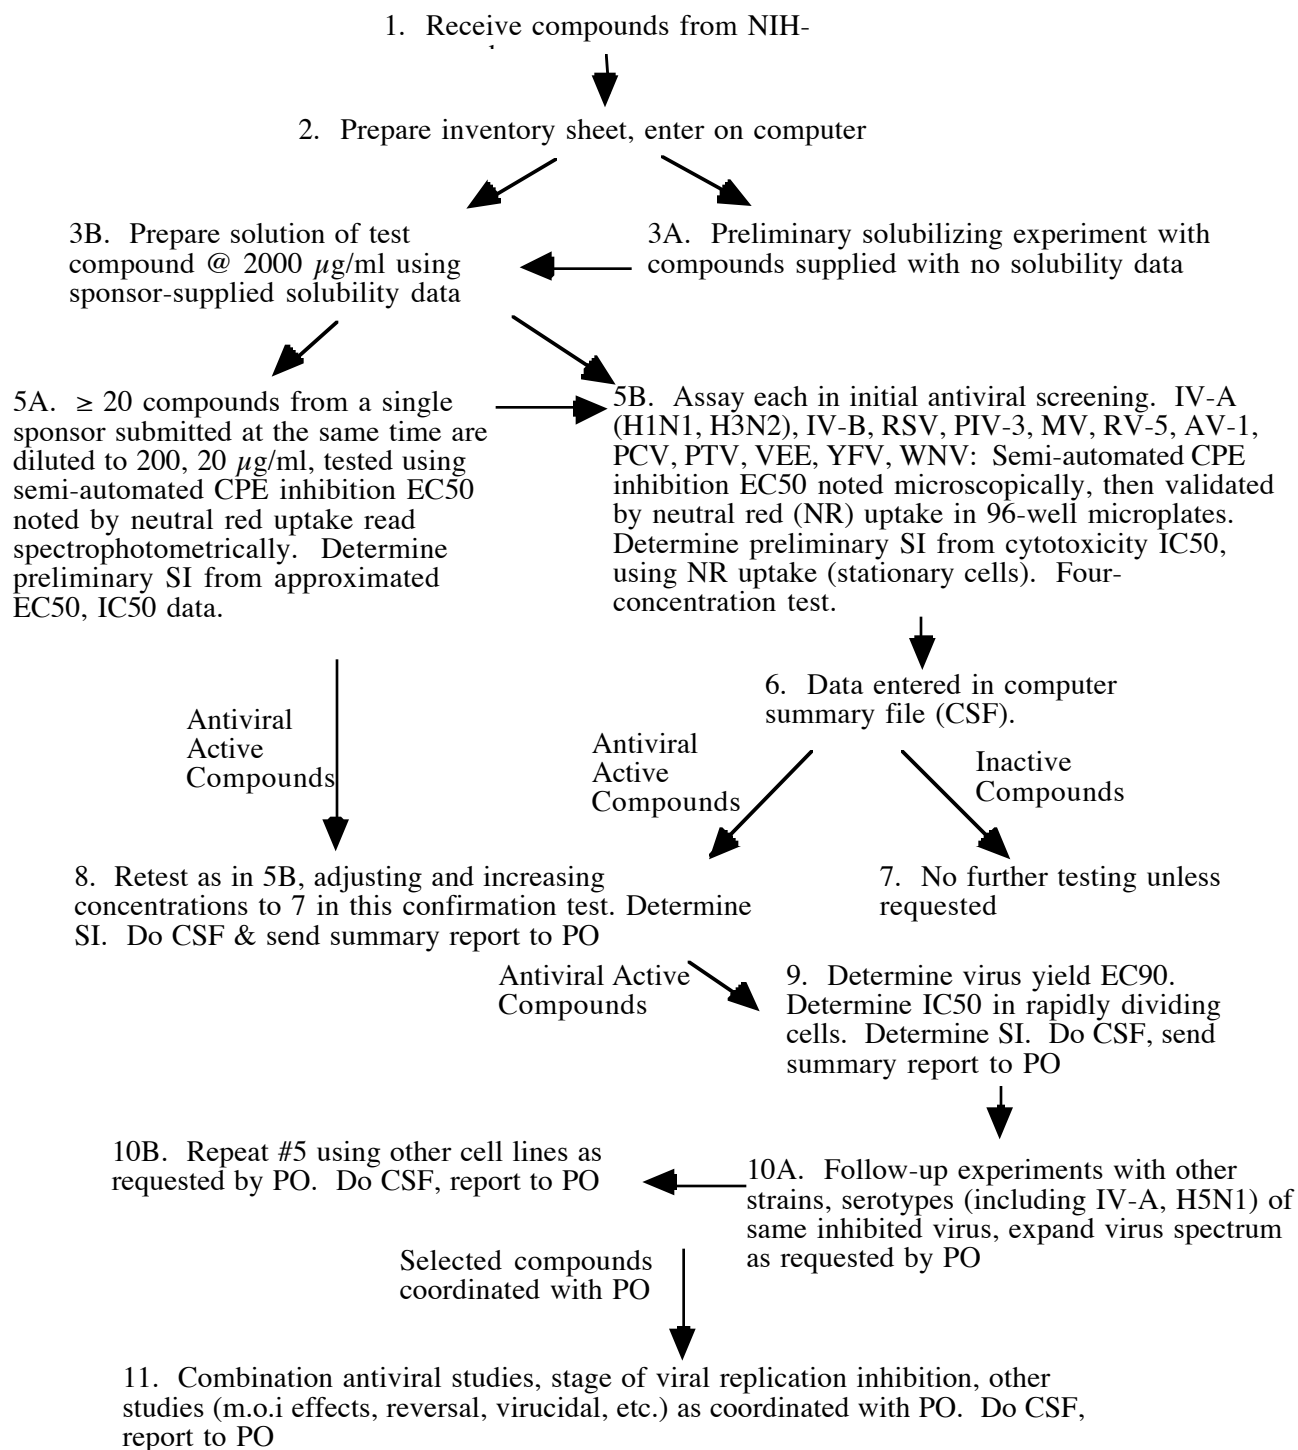 1. Receive compounds from NIH-
2. Prepare inventory sheet, enter on computer
3B. Prepare solution of test
compound @ 2000 µg/ml using
sponsor-supplied solubility data
3A. Preliminary solubilizing experiment with
compounds supplied with no solubility data
5A. ≥ 20 compounds from a single
sponsor submitted at the same time are
diluted to 200, 20 µg/ml, tested using
semi-automated CPE inhibition EC50
noted by neutral red uptake read
spectrophotometrically. Determine
preliminary SI from approximated
EC50, IC50 data.
5B. Assay each in initial antiviral screening. IV-A
(H1N1, H3N2), IV-B, RSV, PIV-3, MV, RV-5, AV-1,
PCV, PTV, VEE, YFV, WNV: Semi-automated CPE
inhibition EC50 noted microscopically, then validated
by neutral red (NR) uptake in 96-well microplates.
Determine preliminary SI from cytotoxicity IC50,
using NR uptake (stationary cells). Four-
concentration test.
6. Data entered in computer
summary file (CSF).
Antiviral
Active
Compounds
Antiviral
Active
Compounds
Inactive
Compounds
8. Retest as in 5B, adjusting and increasing
concentrations to 7 in this confirmation test. Determine
SI. Do CSF & send summary report to PO
7. No further testing unless
requested
Antiviral Active
Compounds
9. Determine virus yield EC90.
Determine IC50 in rapidly dividing
cells. Determine SI. Do CSF, send
summary report to PO
10B. Repeat #5 using other cell lines as
requested by PO. Do CSF, report to PO
10A. Follow-up experiments with other
strains, serotypes (including IV-A, H5N1) of
same inhibited virus, expand virus spectrum
as requested by PO
Selected compounds
coordinated with PO
11. Combination antiviral studies, stage of viral replication inhibition, other
studies (m.o.i effects, reversal, virucidal, etc.) as coordinated with PO. Do CSF,
report to PO